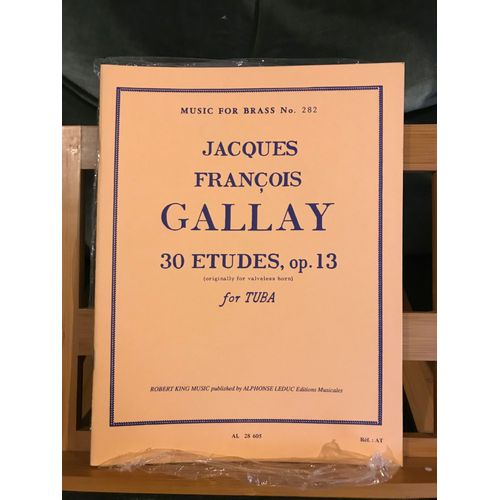 MUSIC FOR BRASS No. 282
JACQUES
FRANÇOIS
GALLAY
30 ETUDES, op. 13
(originally for valveless horn)
for TUBA
ROBERT KING MUSIC published by ALPHONSE LEDUC Editions Musicales
AL 28 605
Réf. : AT